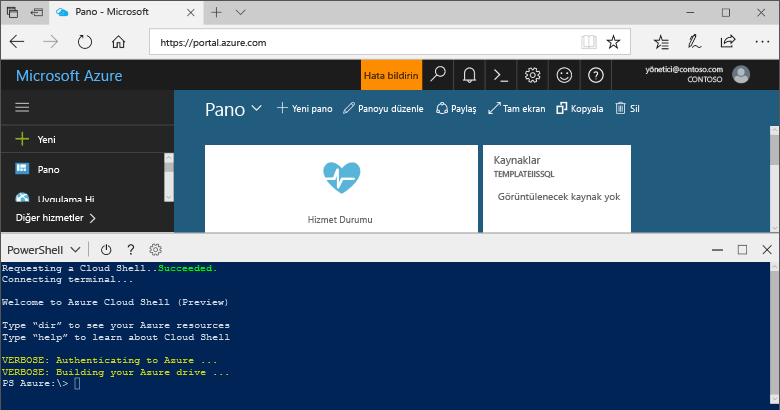 Pano - Microsoft
https://portal.azure.com
Microsoft Azure
Hata bildirin
yönetici@contoso.com
CONTOSO
Yeni
Pano
Uygulama Hi
Diğer hizmetler
Pano
Yeni pano
Panoyu düzenle
Paylaş
Tam ekran
Kopyala
Sil
Hizmet Durumu
Kaynaklar
TEMPLATEIISSQL
Görüntülenecek kaynak yok
PowerShell
Requesting a Cloud Shell..Succeeded.
Connecting terminal...
Welcome to Azure Cloud Shell (Preview)
Type “dir” to see your Azure resources
Type “help” to learn about Cloud Shell
VERBOSE: Authenticating to Azure ...
VERBOSE: Building your Azure drive ...
PS Azure:\>